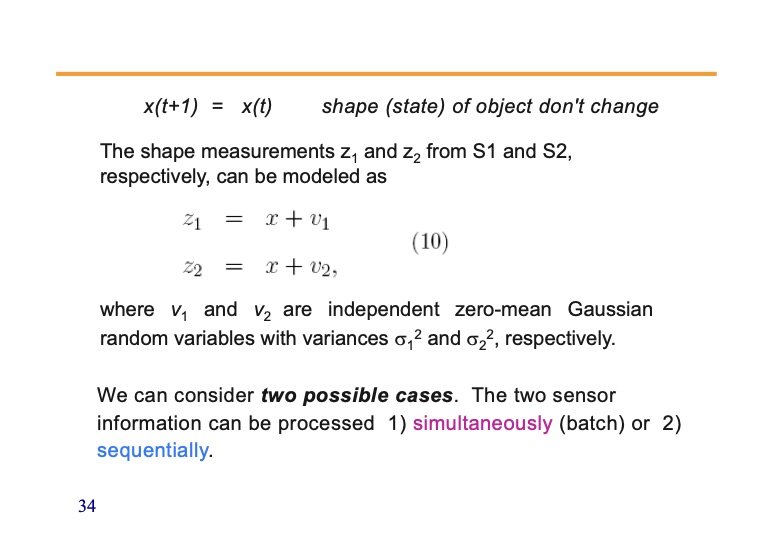 x(t+1) = x(t) shape (state) of object don't change
The shape measurements z₁ and z₂ from S1 and S2,
respectively, can be modeled as
z₁ = x + v₁
(10)
z₂ = x + v₂,
where v₁ and v₂ are independent zero-mean Gaussian
random variables with variances σ₁² and σ₂², respectively.
We can consider two possible cases. The two sensor
information can be processed 1) simultaneously (batch) or 2)
sequentially.
34